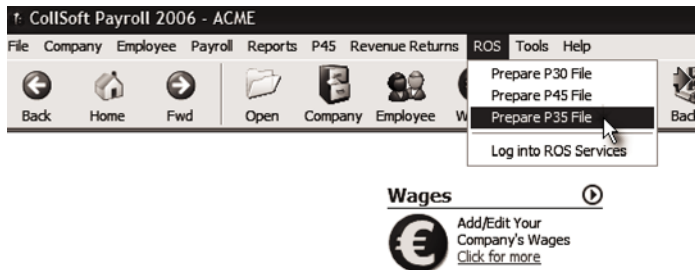 CollSoft Payroll 2006 - ACME
File Company Employee Payroll Reports P45 Revenue Returns ROS Tools Help
Prepare P30 File
Prepare P45 File
Prepare P35 File
Log into ROS Services
Back Home Fwd Open Company Employee
Wages
Add/Edit Your
Company's Wages
Click for more